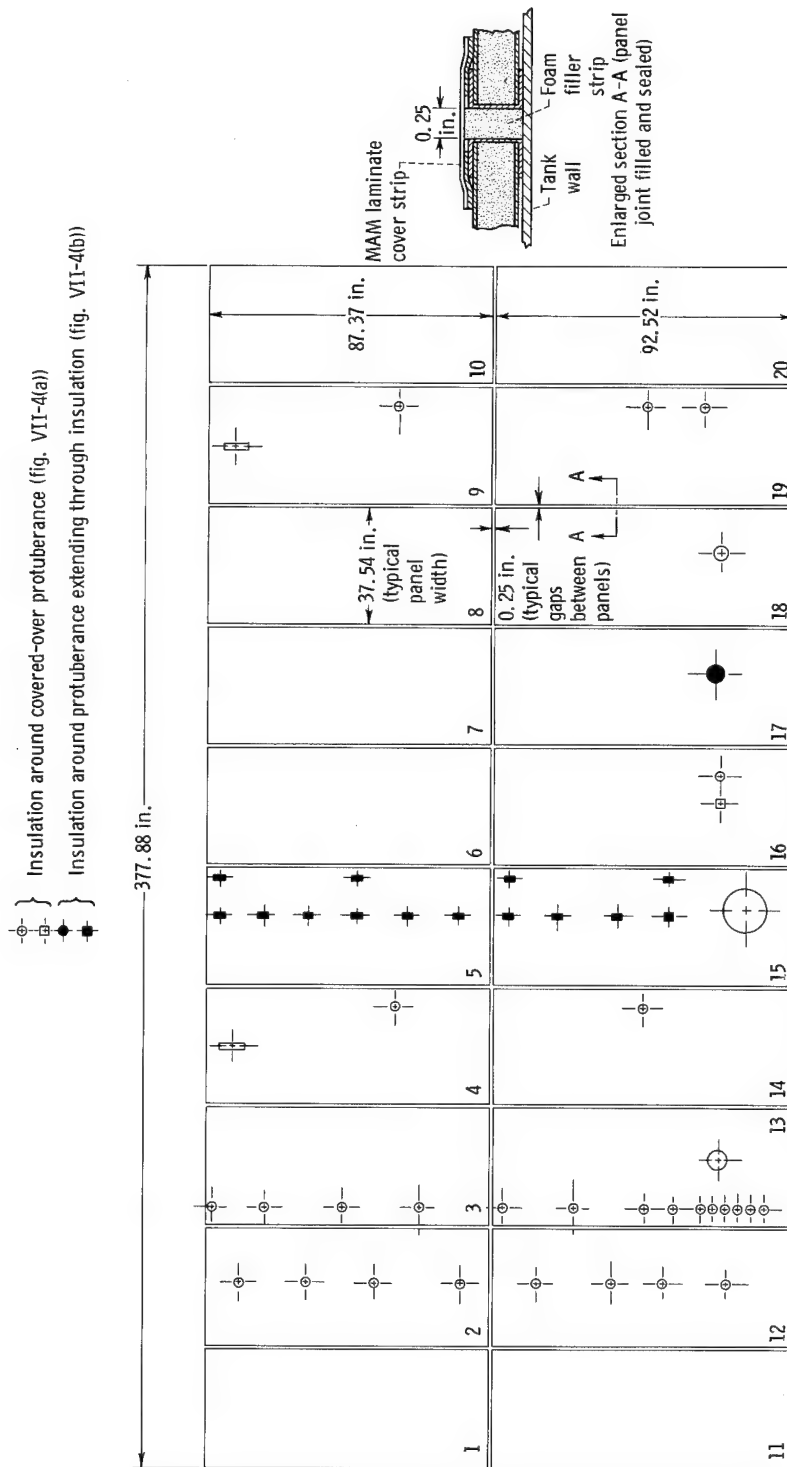 Insulation around covered-over protuberance (fig. VII-4(a))
Insulation around protuberance extending through insulation (fig. VII-4(b))
377.88 in.
MAM laminate
cover strip
0.25
in.
Tank
wall
Foam
filler
strip
Enlarged section A-A (panel
joint filled and sealed)
87.37 in.
1
2
3
4
5
6
7
8
9
10
37.54 in.
(typical
panel
width)
0.25 in.
(typical
gaps
between
panels)
A
A
92.52 in.
11
12
13
14
15
16
17
18
19
20